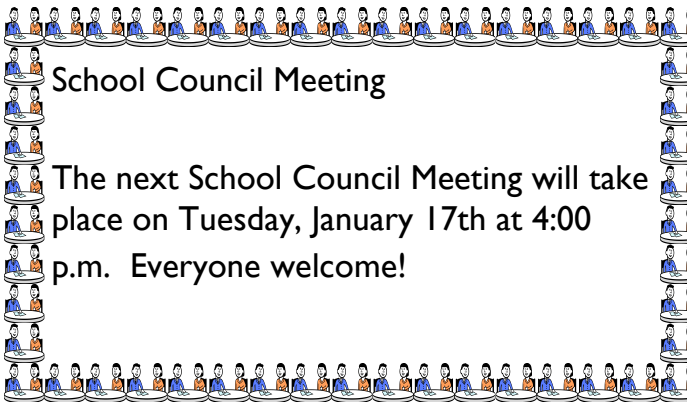 School Council Meeting
The next School Council Meeting will take
place on Tuesday, January 17th at 4:00
p.m.  Everyone welcome!